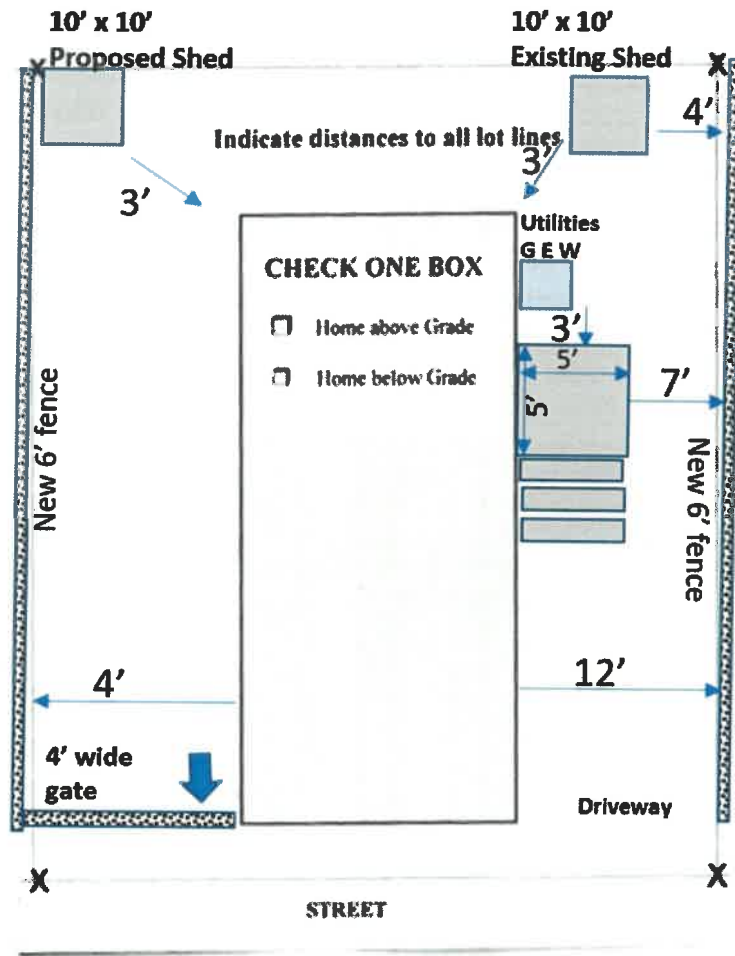 10' x 10'
Proposed Shed
10' x 10'
Existing Shed
X
X
4'
Indicate distances to all lot lines
3'
3'
Utilities
G E W
CHECK ONE BOX
Home above Grade
Home below Grade
3'
5'
5'
7'
New 6' fence
New 6' fence
4'
12'
4' wide
gate
Driveway
X
X
STREET